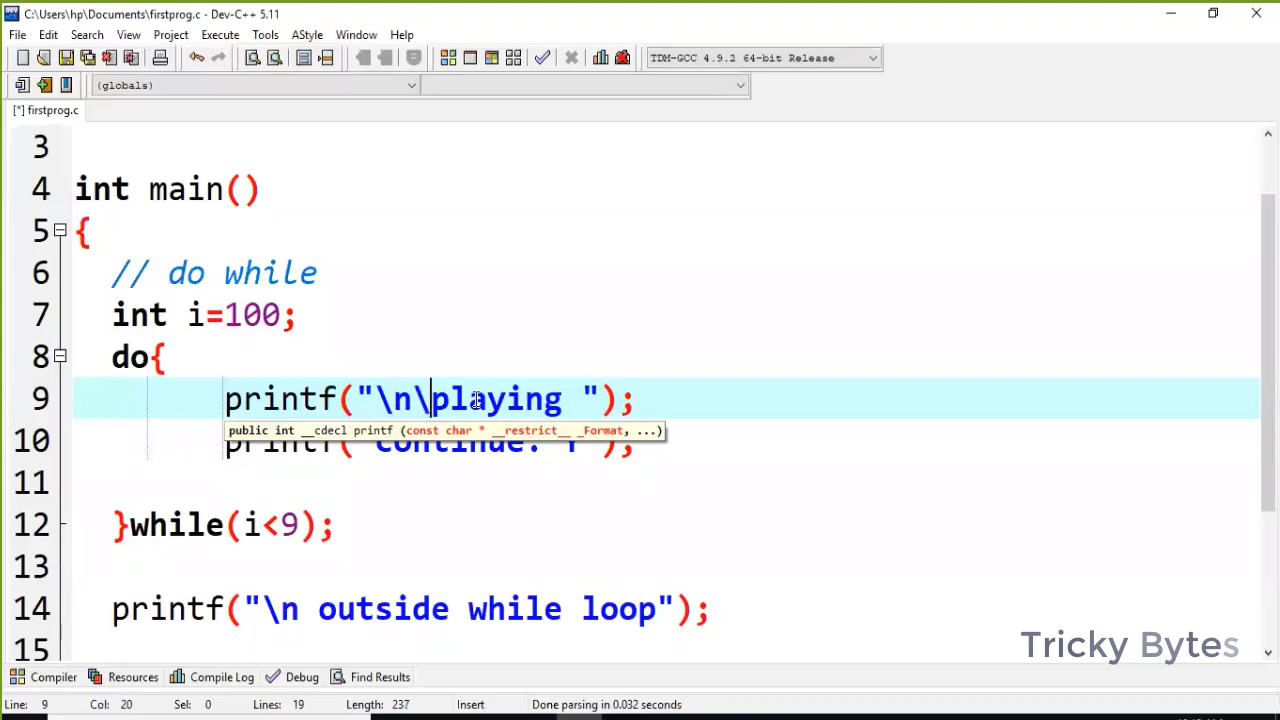 C:\Users\hp\Documents\firstprog.c - Dev-C++ 5.11
File Edit Search View Project Execute Tools AStyle Window Help
TDM-GCC 4.9.2 64-bit Release
(globals)
[*] firstprog.c
3
4 int main()
5 {
6 // do while
7 int i=100;
8 do{
9 printf("\n\playing ");
public int __cdecl printf (const char * __restrict__ _Format, ...)
10 printf(
11
12 }while(i<9);
13
14 printf("\n outside while loop");
15
Tricky Bytes
Compiler Resources Compile Log Debug Find Results
Line: 9 Col: 20 Sel: 0 Lines: 19 Length: 237 Insert Done parsing in 0.032 seconds